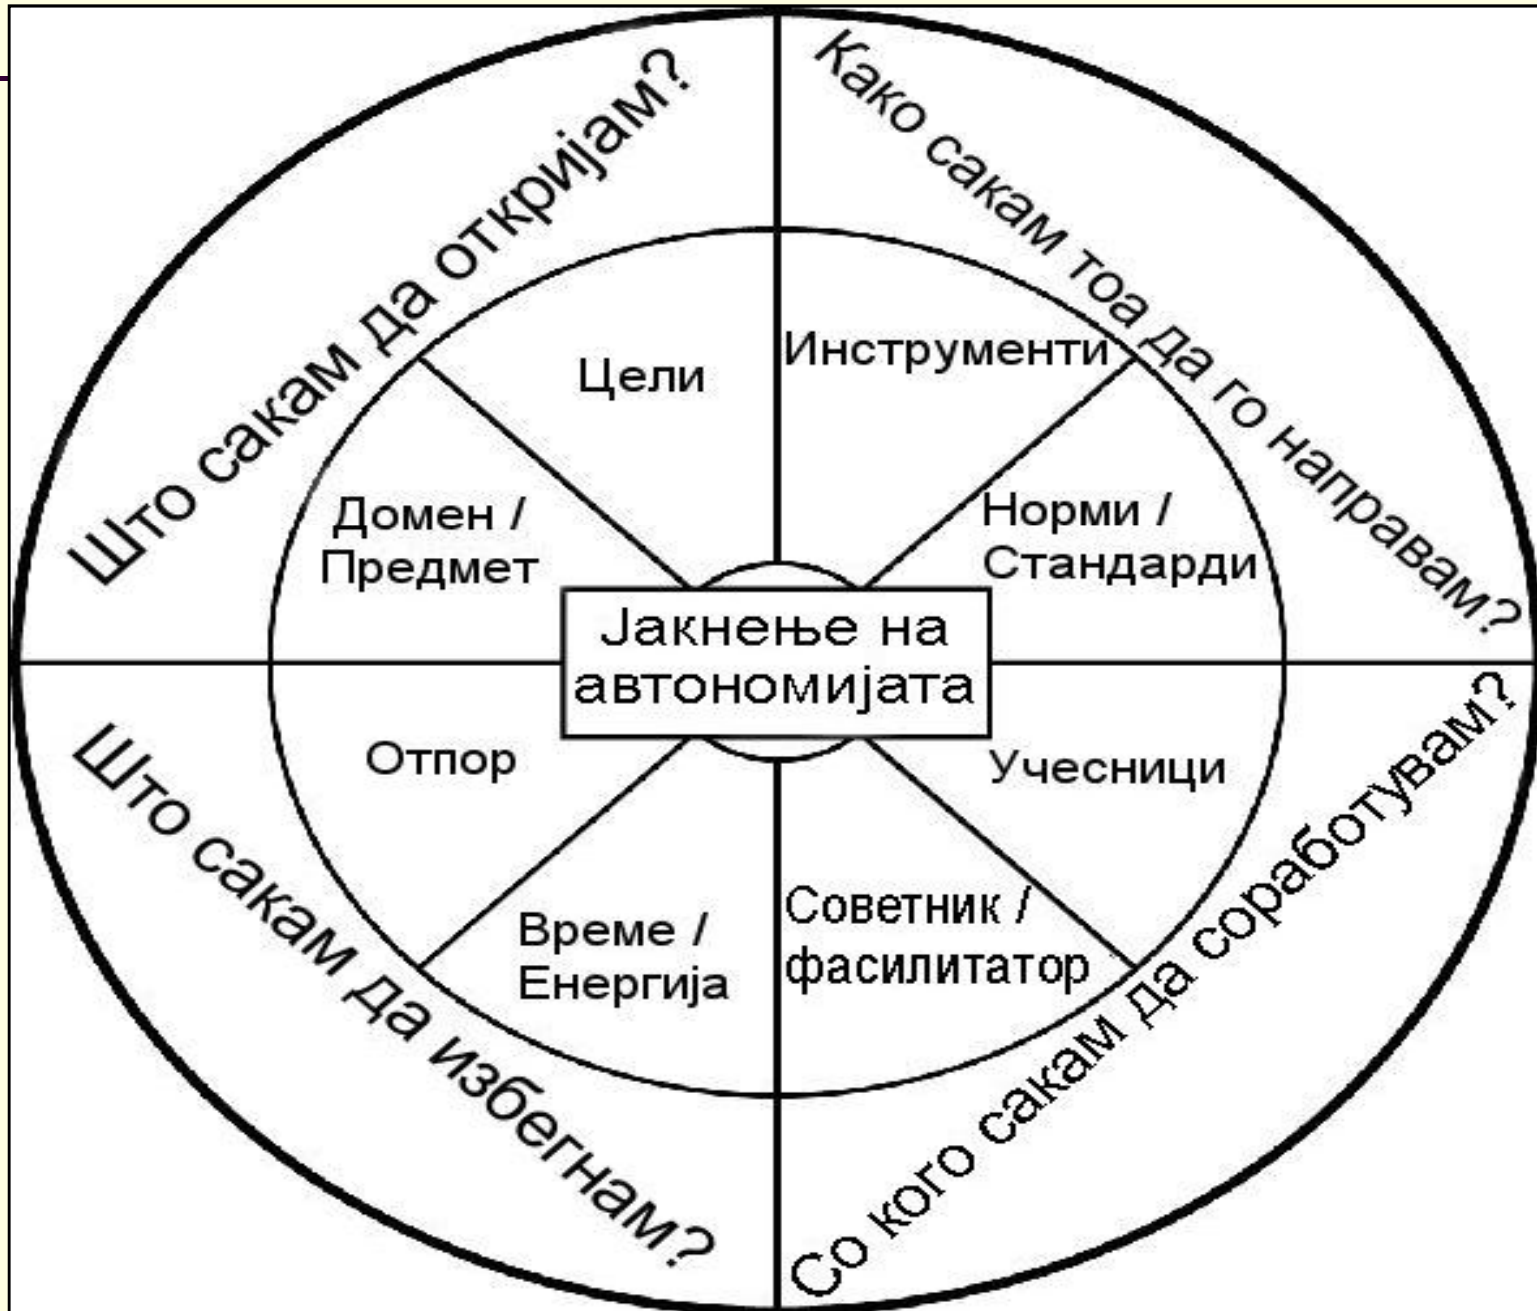 Што сакам да откријам?
Како сакам тоа да го направам?
Цели
Инструменти
Домен /
Предмет
Норми /
Стандарди
Јакнење на
автономијата
Отпор
Учесници
Време /
Енергија
Советник /
фасилитатор
Што сакам да избегнам?
Со кого сакам да соработувам?